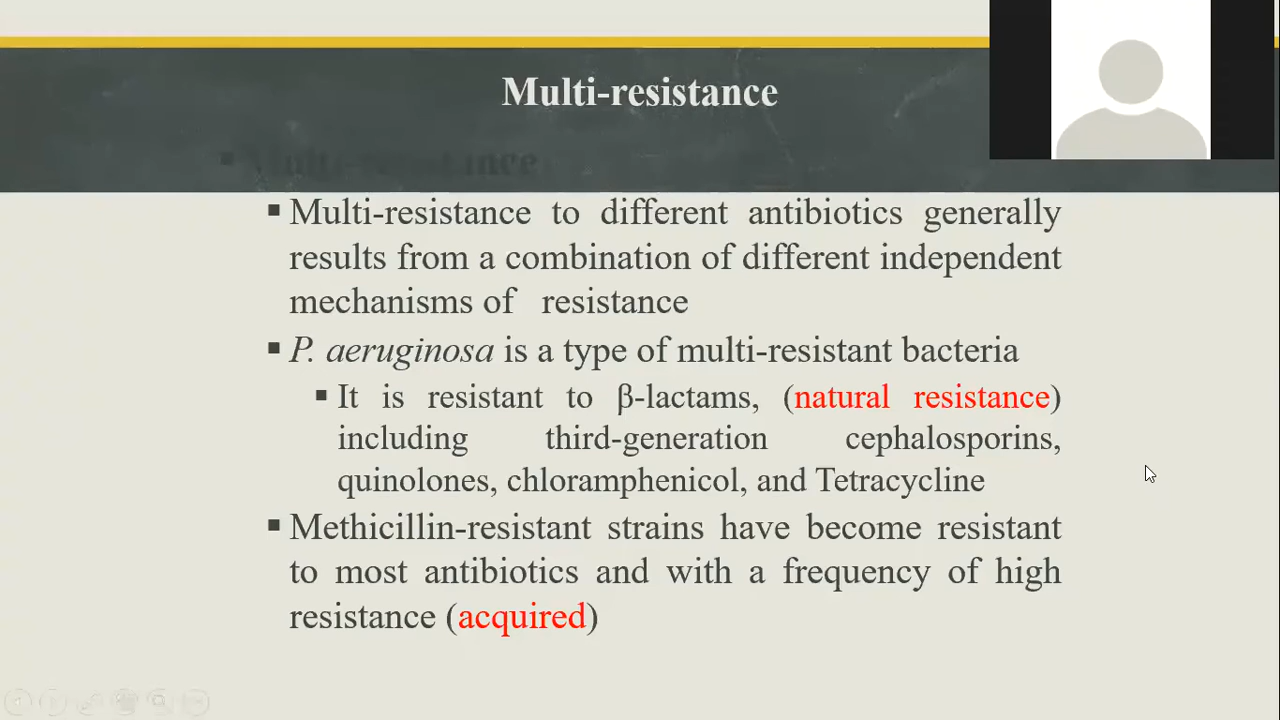 Multi-resistance
Multi-resistance
Multi-resistance to different antibiotics generally
results from a combination of different independent
mechanisms of resistance
P. aeruginosa is a type of multi-resistant bacteria
It is resistant to β-lactams, (natural resistance)
including third-generation cephalosporins,
quinolones, chloramphenicol, and Tetracycline
Methicillin-resistant strains have become resistant
to most antibiotics and with a frequency of high
resistance (acquired)